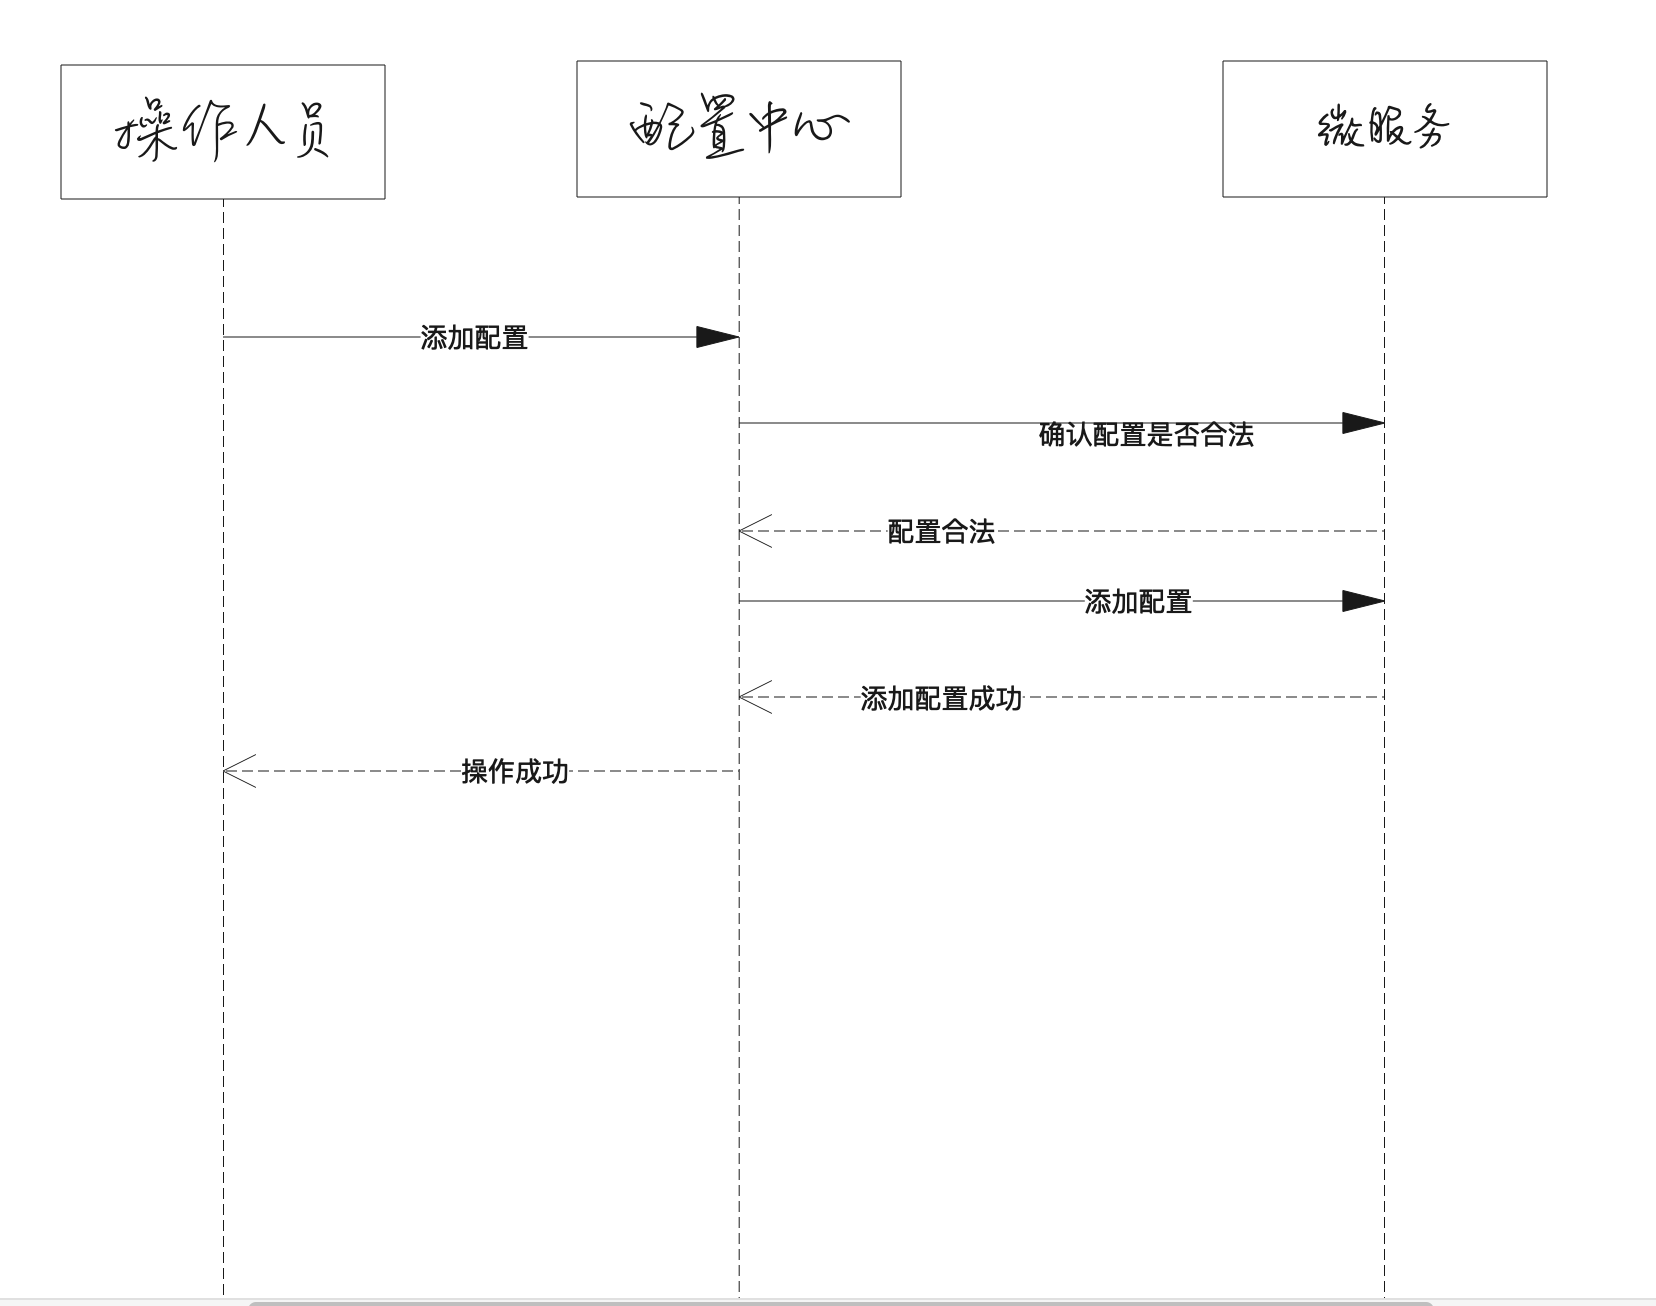 操作人员
配置中心
微服务
添加配置
确认配置是否合法
配置合法
添加配置
添加配置成功
操作成功